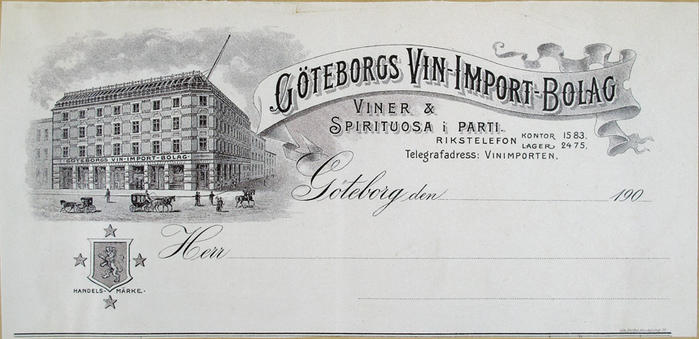 GÖTEBORGS VIN-IMPORT-BOLAG
VINER &
SPIRITUOSA i PARTI.
RIKSTELEFON KONTOR 1583.
LAGER 2475.
Telegrafadress: VINIMPORTEN.
GÖTEBORGS VIN-IMPORT-BOLAG
Göteborg den 190
Herr
HANDELS-MÄRKE.